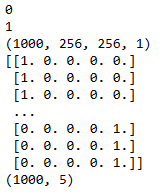 0
1
(1000, 256, 256, 1)
[[1. 0. 0. 0. 0.]
 [1. 0. 0. 0. 0.]
 [1. 0. 0. 0. 0.]
 ...
 [0. 0. 0. 0. 1.]
 [0. 0. 0. 0. 1.]
 [0. 0. 0. 0. 1.]]
(1000, 5)